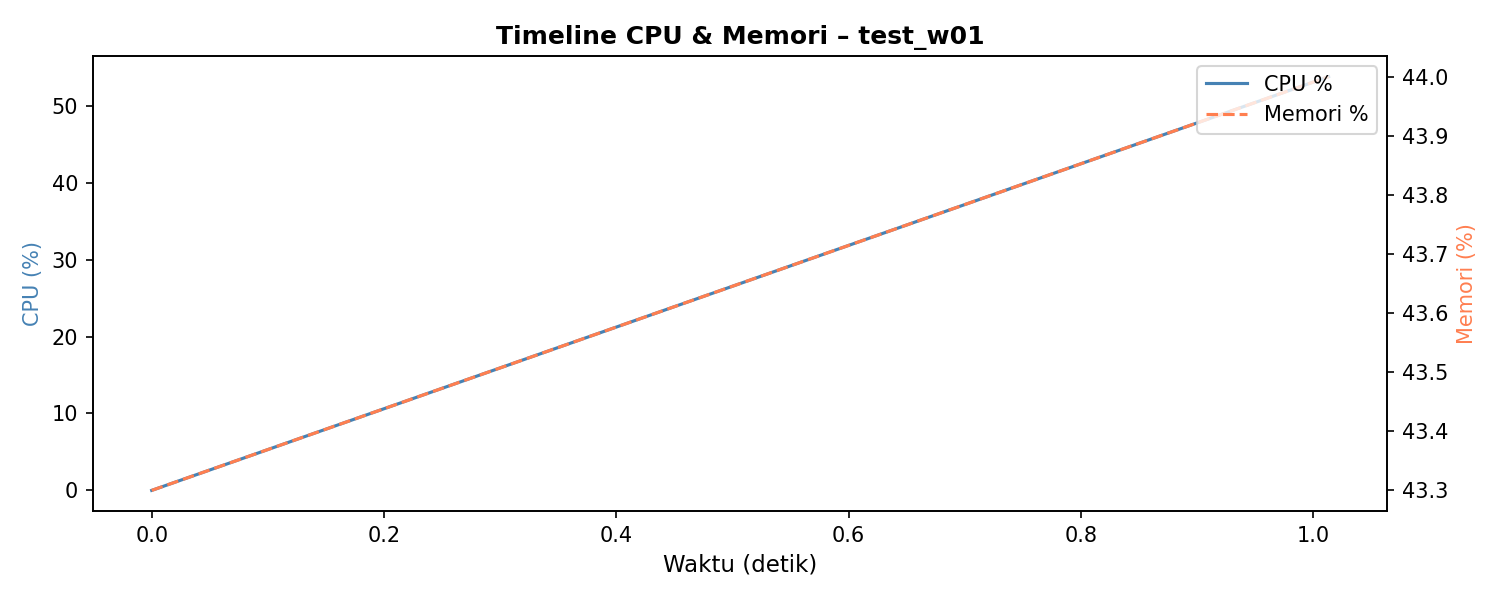 Timeline CPU & Memori – test_w01
CPU %
Memori %
CPU (%)
50
40
30
20
10
0
44.0
43.9
43.8
43.7
43.6
43.5
43.4
43.3
Memori (%)
0.0 0.2 0.4 0.6 0.8 1.0
Waktu (detik)